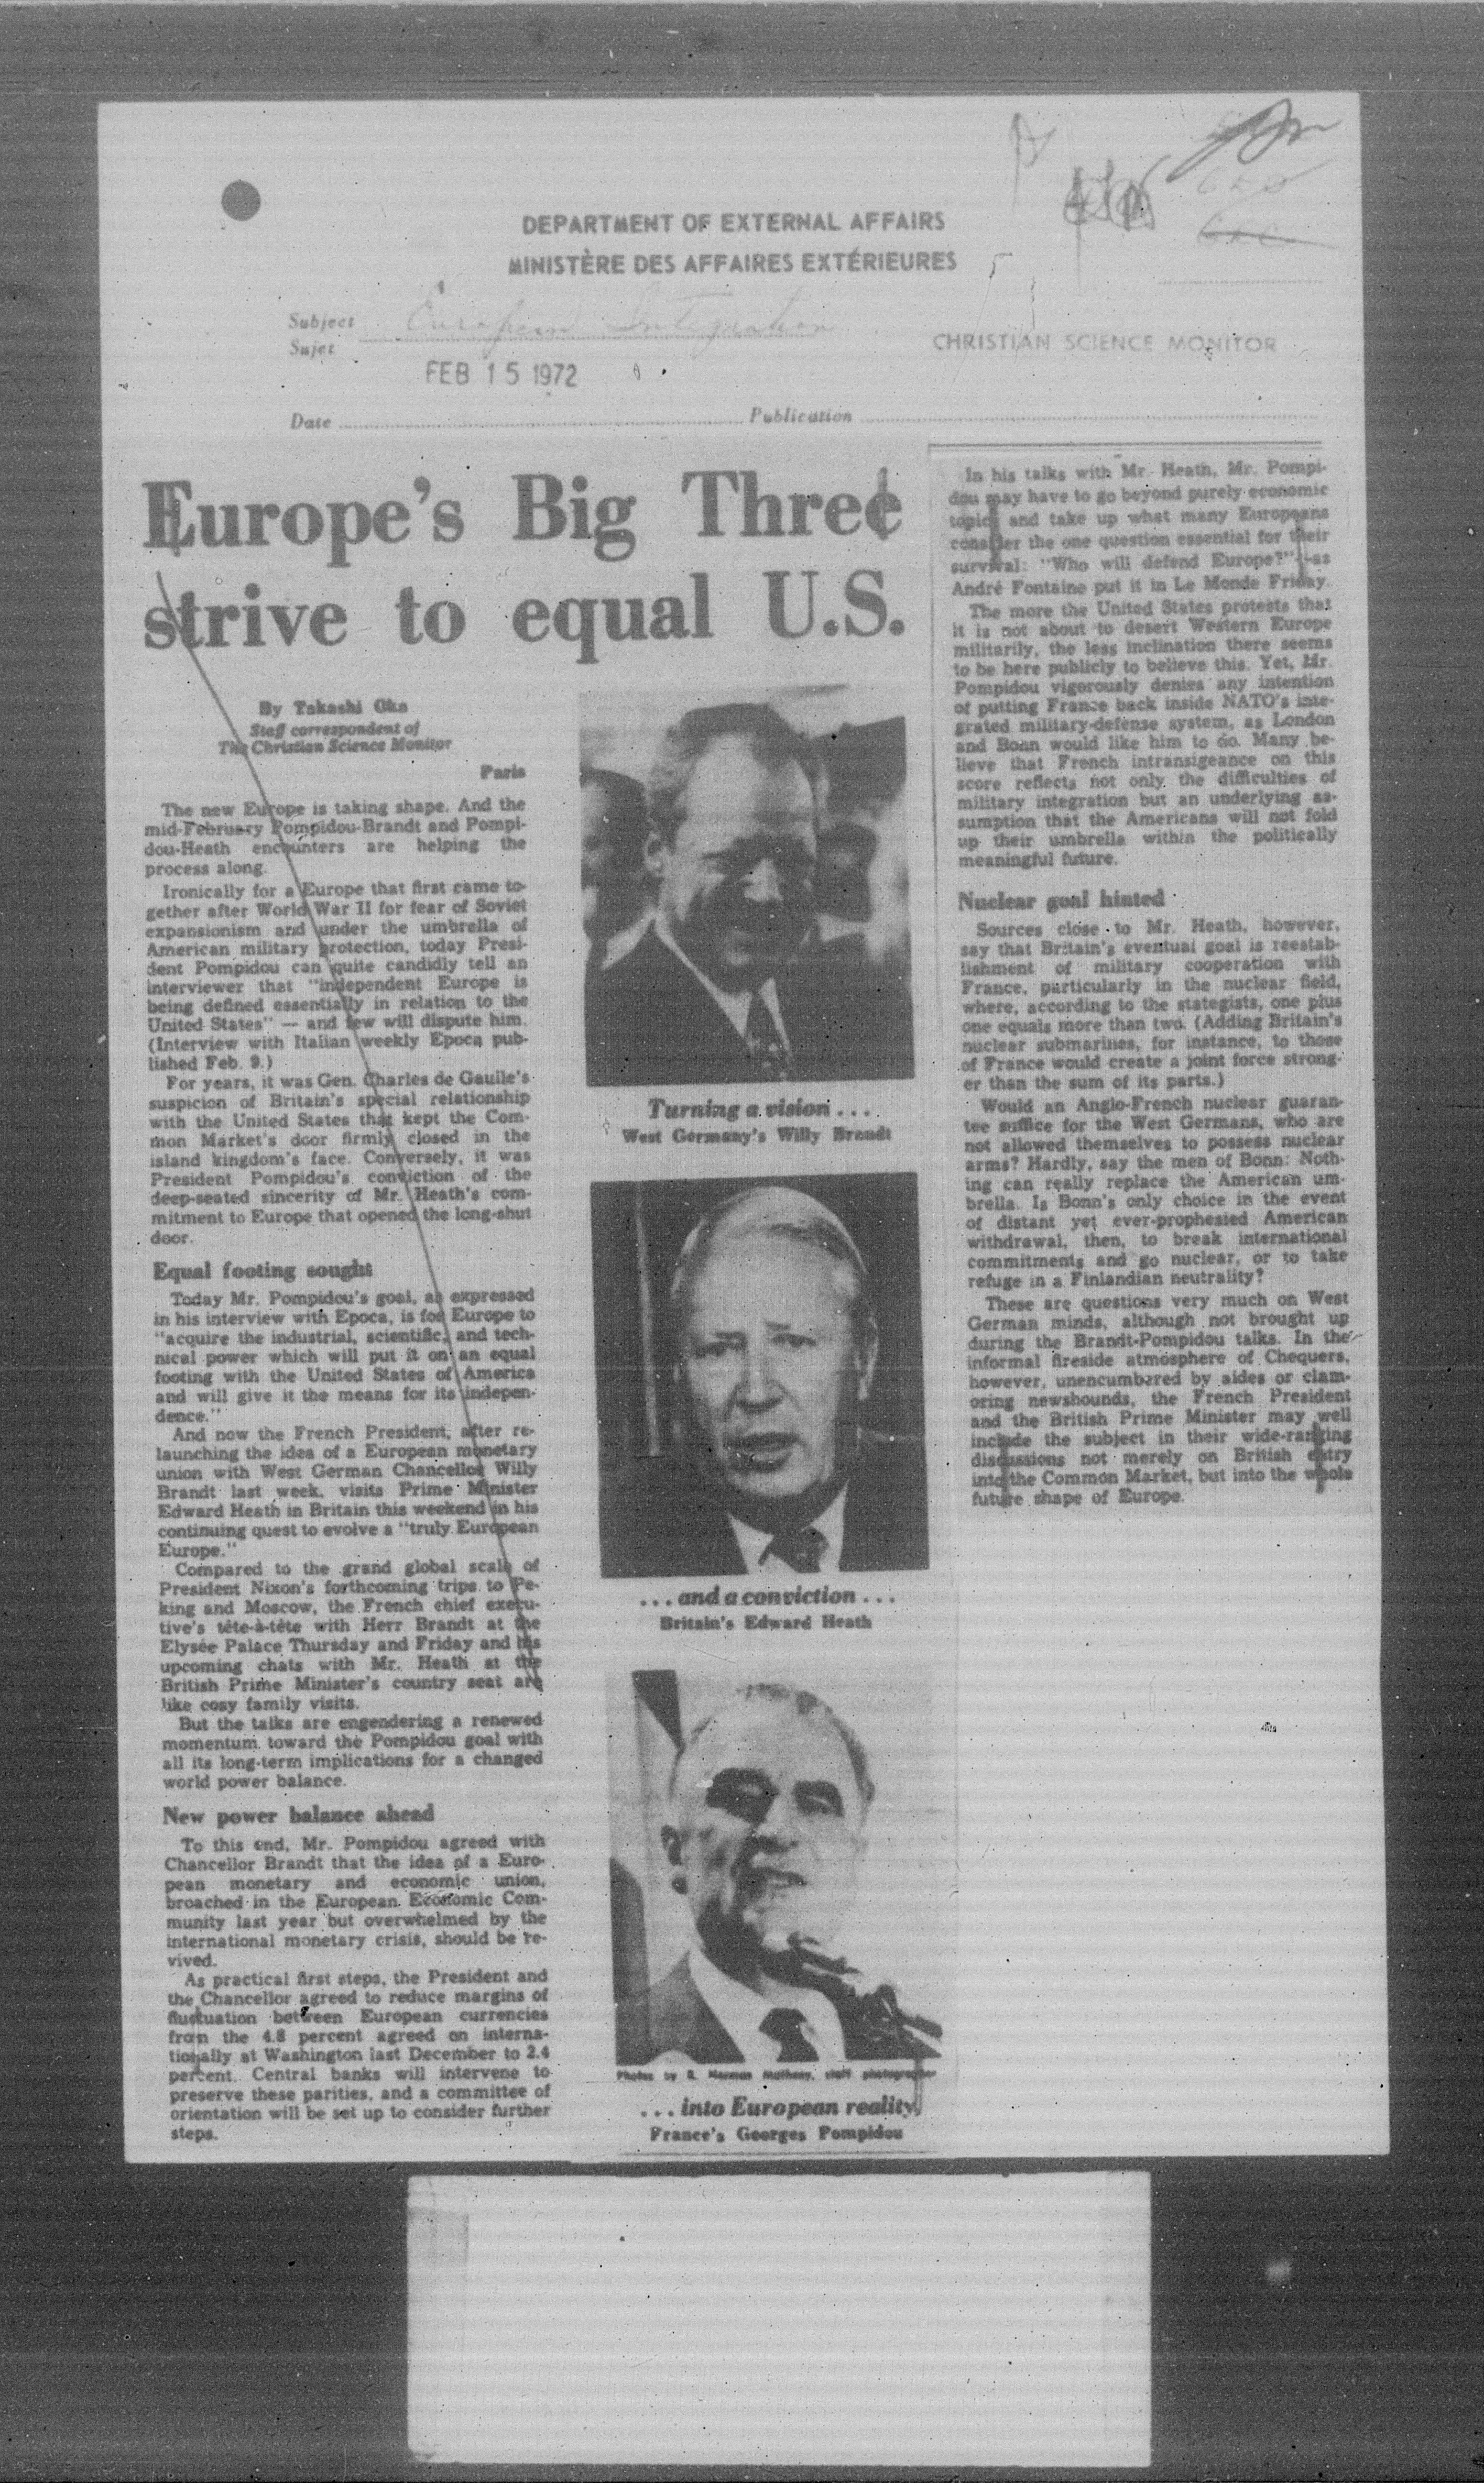 DEPARTMENT OF EXTERNAL AFFAIRS
MINISTÈRE DES AFFAIRES EXTÉRIEURES
Subject
Sujet
European Integration
CHRISTIAN SCIENCE MONITOR
FEB 15 1972
Date
Publication
Europe's Big Three
strive to equal U.S.
By Takashi Oka
Staff correspondent of
The Christian Science Monitor
Paris
The new Europe is taking shape. And the
mid-February Pompidou-Brandt and Pompi-
dou-Heath encounters are helping the
process along.
Ironically for a Europe that first came to-
gether after World War II for fear of Soviet
expansionism and under the umbrella of
American military protection, today Presi-
dent Pompidou can quite candidly tell an
interviewer that "independent Europe is
being defined essentially in relation to the
United States" — and few will dispute him.
(Interview with Italian weekly Epoca pub-
lished Feb. 9.)
For years, it was Gen. Charles de Gaulle's
suspicion of Britain's special relationship
with the United States that kept the Com-
mon Market's door firmly closed in the
island kingdom's face. Conversely, it was
President Pompidou's conviction of the
deep-seated sincerity of Mr. Heath's com-
mitment to Europe that opened the long-shut
door.
Equal footing sought
Today Mr. Pompidou's goal, as expressed
in his interview with Epoca, is for Europe to
"acquire the industrial, scientific, and tech-
nical power which will put it on an equal
footing with the United States of America
and will give it the means for its indepen-
dence."
And now the French President, after re-
launching the idea of a European monetary
union with West German Chancellor Willy
Brandt last week, visits Prime Minister
Edward Heath in Britain this weekend in his
continuing quest to evolve a "truly European
Europe."
Compared to the grand global scale of
President Nixon's forthcoming trips to Pe-
king and Moscow, the French chief execu-
tive's tête-à-tête with Herr Brandt at the
Elysée Palace Thursday and Friday and his
upcoming chats with Mr. Heath at the
British Prime Minister's country seat are
like cosy family visits.
But the talks are engendering a renewed
momentum toward the Pompidou goal with
all its long-term implications for a changed
world power balance.
New power balance ahead
To this end, Mr. Pompidou agreed with
Chancellor Brandt that the idea of a Euro-
pean monetary and economic union,
broached in the European Economic Com-
munity last year but overwhelmed by the
international monetary crisis, should be re-
vived.
As practical first steps, the President and
the Chancellor agreed to reduce margins of
fluctuation between European currencies
from the 4.8 percent agreed on interna-
tionally at Washington last December to 2.4
percent. Central banks will intervene to
preserve these parities, and a committee of
orientation will be set up to consider further
steps.
Turning a vision . . .
West Germany's Willy Brandt
. . . and a conviction . . .
Britain's Edward Heath
Photos by R. Norman Matheny, staff photographer
. . . into European reality,
France's Georges Pompidou
In his talks with Mr. Heath, Mr. Pompi-
dou may have to go beyond purely economic
topics and take up what many Europeans
consider the one question essential for their
survival: "Who will defend Europe?"—as
André Fontaine put it in Le Monde Friday.
The more the United States protests that
it is not about to desert Western Europe
militarily, the less inclination there seems
to be here publicly to believe this. Yet, Mr.
Pompidou vigorously denies any intention
of putting France back inside NATO's inte-
grated military-defense system, as London
and Bonn would like him to do. Many be-
lieve that French intransigeance on this
score reflects not only the difficulties of
military integration but an underlying as-
sumption that the Americans will not fold
up their umbrella within the politically
meaningful future.
Nuclear goal hinted
Sources close to Mr. Heath, however,
say that Britain's eventual goal is reestab-
lishment of military cooperation with
France, particularly in the nuclear field,
where, according to the stategists, one plus
one equals more than two. (Adding Britain's
nuclear submarines, for instance, to those
of France would create a joint force strong-
er than the sum of its parts.)
Would an Anglo-French nuclear guaran-
tee suffice for the West Germans, who are
not allowed themselves to possess nuclear
arms? Hardly, say the men of Bonn: Noth-
ing can really replace the American um-
brella. Is Bonn's only choice in the event
of distant yet ever-prophesied American
withdrawal, then, to break international
commitments and go nuclear, or to take
refuge in a Finlandian neutrality?
These are questions very much on West
German minds, although not brought up
during the Brandt-Pompidou talks. In the
informal fireside atmosphere of Chequers,
however, unencumbered by aides or clam-
oring newshounds, the French President
and the British Prime Minister may well
include the subject in their wide-ranging
discussions not merely on British entry
into the Common Market, but into the whole
future shape of Europe.